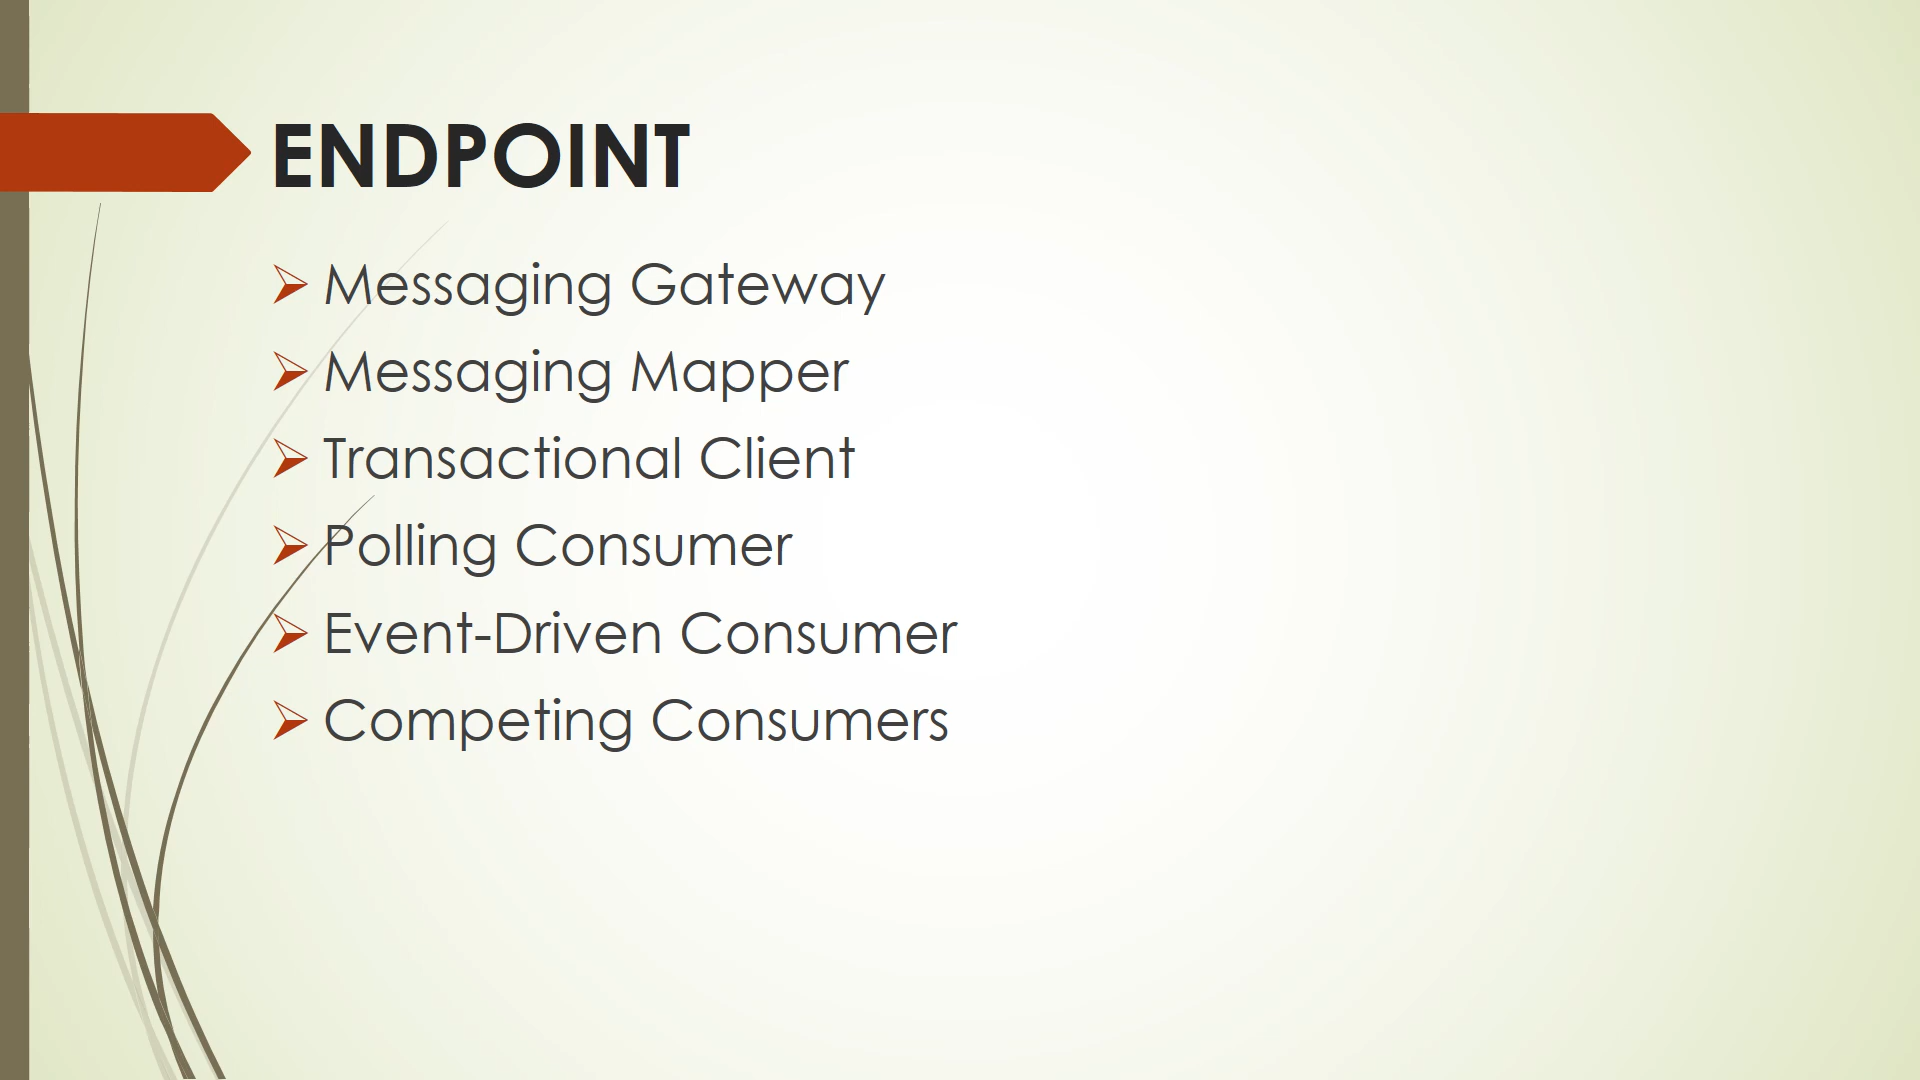 ENDPOINT
Messaging Gateway
Messaging Mapper
Transactional Client
Polling Consumer
Event-Driven Consumer
Competing Consumers